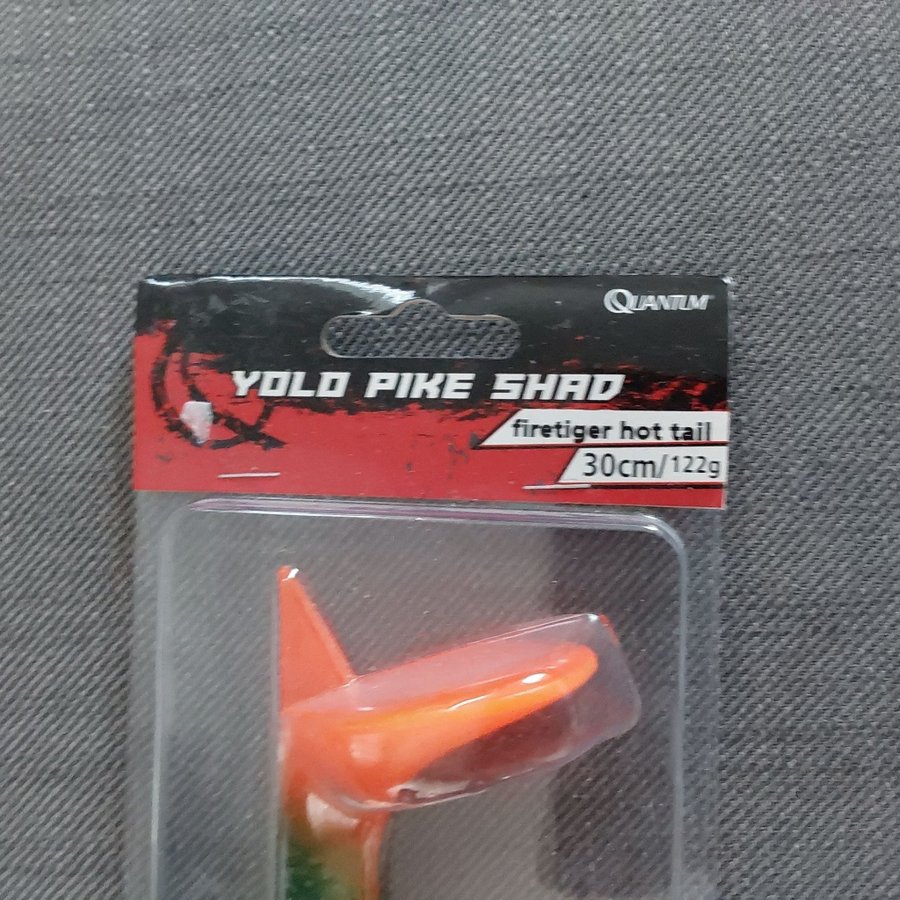 QUANTUM
YOLO PIKE SHAD
firetiger hot tail
30cm/122g